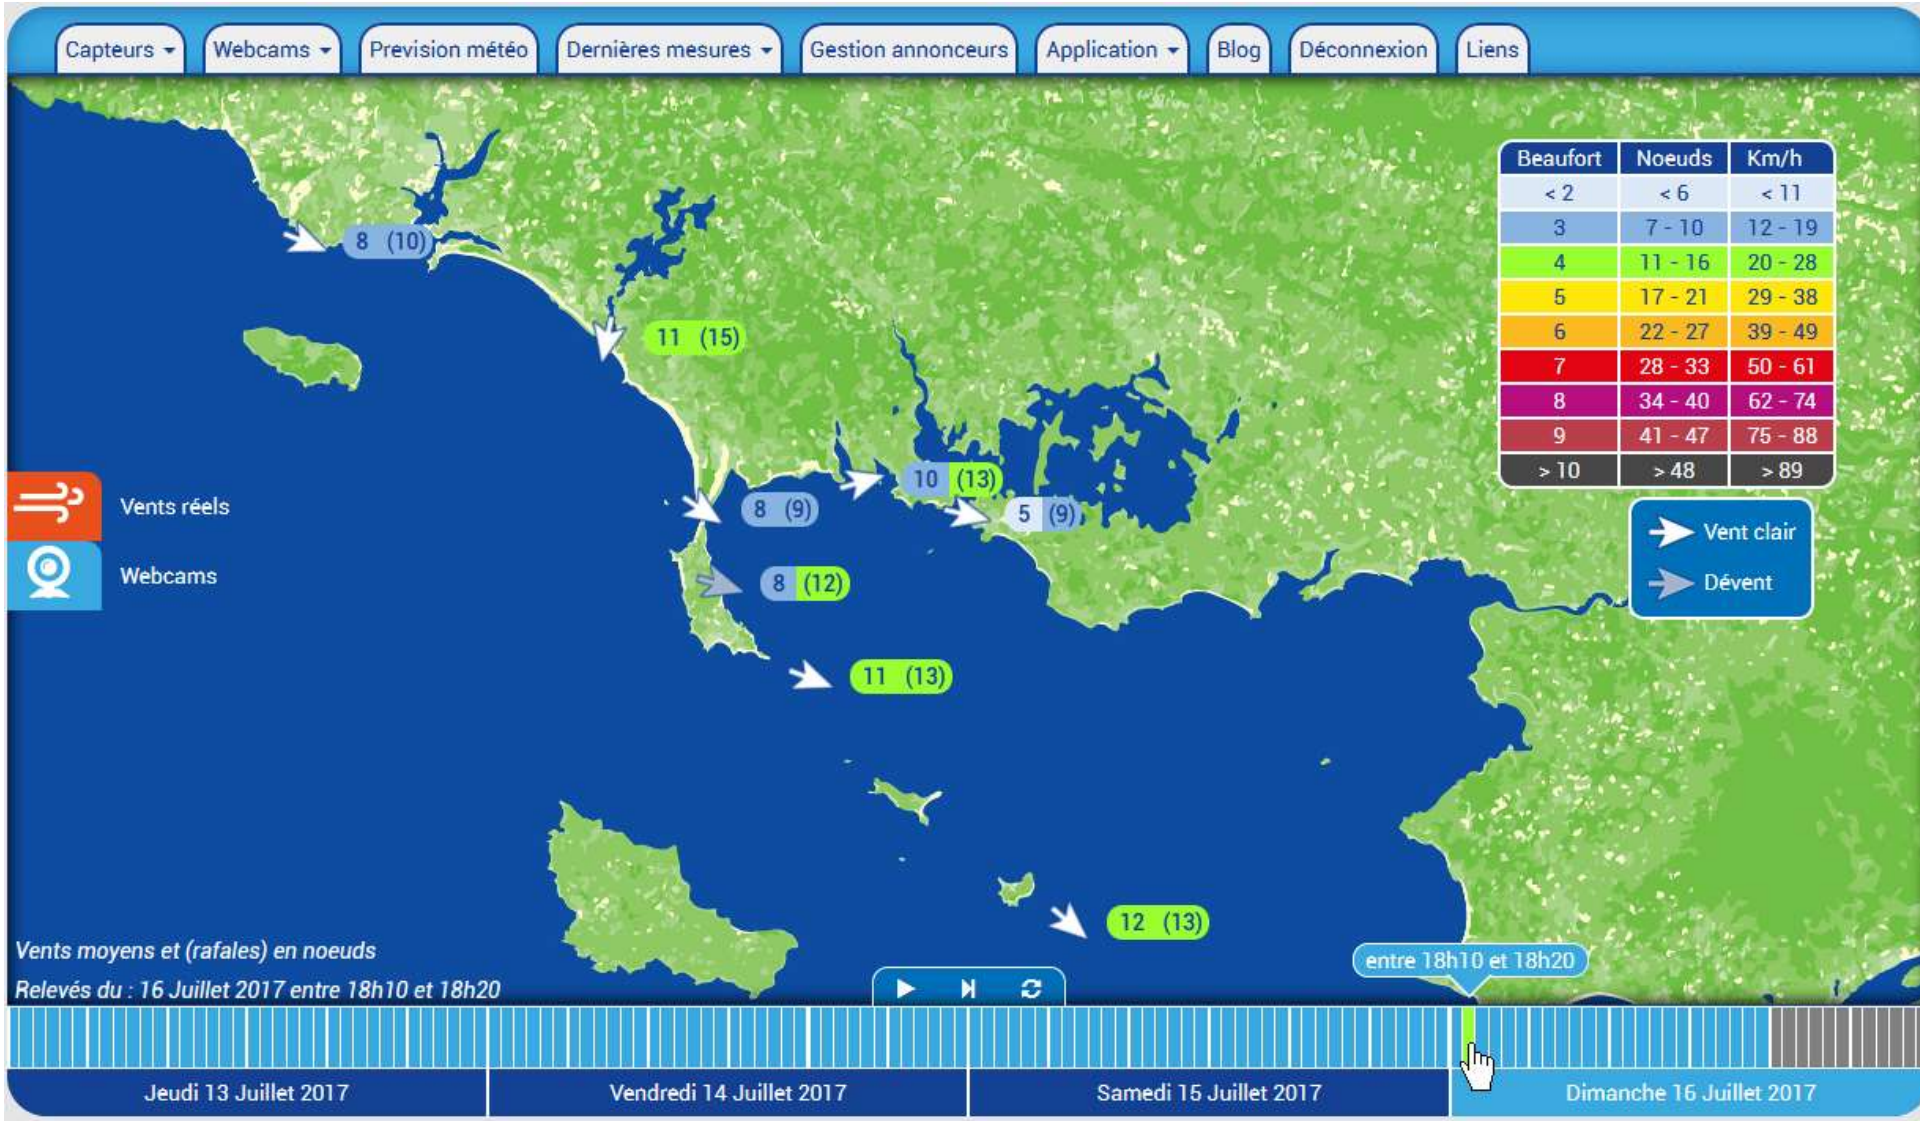 Capteurs Webcams Prevision météo Dernières mesures Gestion annonceurs Application Blog Déconnexion Liens
Beaufort Noeuds Km/h
< 2 < 6 < 11
3 7 - 10 12 - 19
4 11 - 16 20 - 28
5 17 - 21 29 - 38
6 22 - 27 39 - 49
7 28 - 33 50 - 61
8 34 - 40 62 - 74
9 41 - 47 75 - 88
> 10 > 48 > 89
8 (10)
11 (15)
10 (13)
8 (9)
5 (9)
8 (12)
11 (13)
12 (13)
Vents réels
Webcams
Vent clair
Dévent
Vents moyens et (rafales) en noeuds
Relevés du : 16 Juillet 2017 entre 18h10 et 18h20
entre 18h10 et 18h20
Jeudi 13 Juillet 2017 Vendredi 14 Juillet 2017 Samedi 15 Juillet 2017 Dimanche 16 Juillet 2017